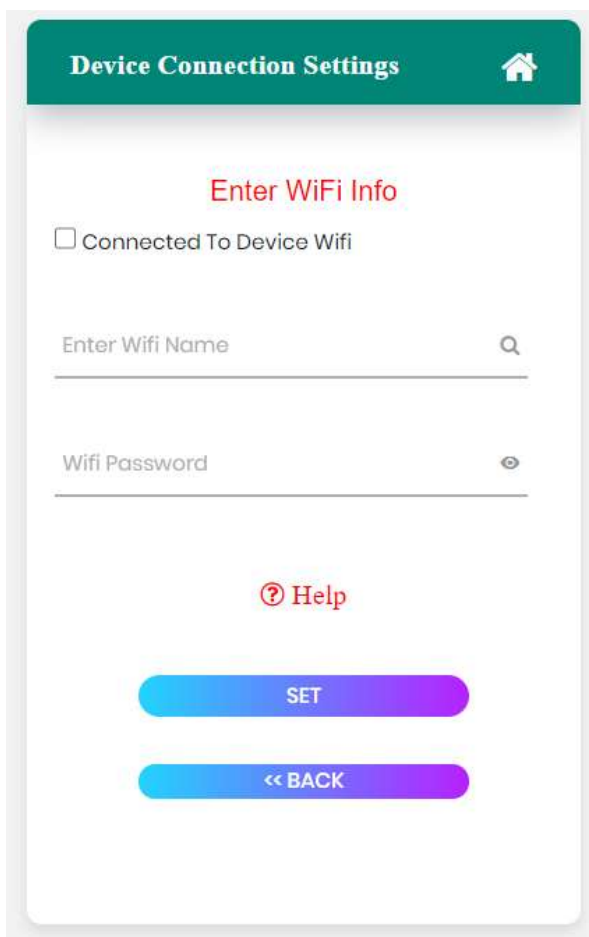 Device Connection Settings
Enter WiFi Info
Connected To Device Wifi
Enter Wifi Name
Wifi Password
Help
SET
<< BACK